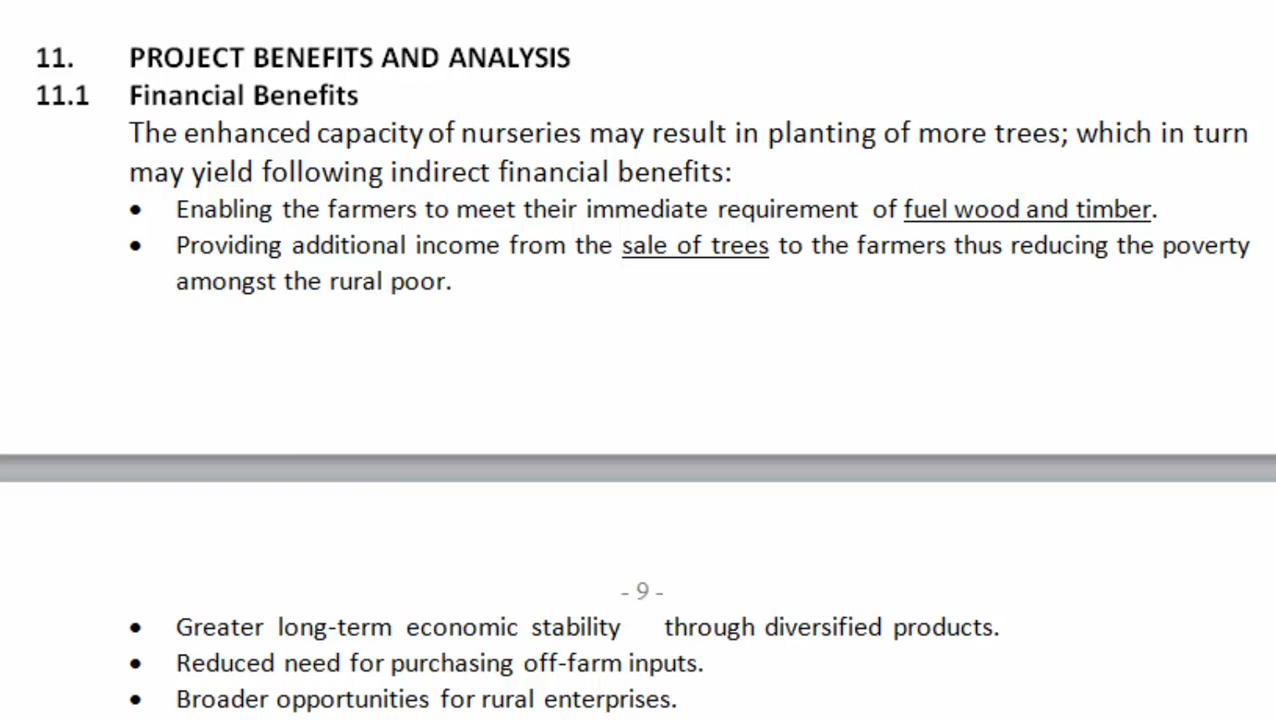 11. PROJECT BENEFITS AND ANALYSIS
11.1 Financial Benefits
The enhanced capacity of nurseries may result in planting of more trees; which in turn
may yield following indirect financial benefits:
• Enabling the farmers to meet their immediate requirement of fuel wood and timber.
• Providing additional income from the sale of trees to the farmers thus reducing the poverty
amongst the rural poor.
- 9 -
• Greater long-term economic stability through diversified products.
• Reduced need for purchasing off-farm inputs.
• Broader opportunities for rural enterprises.